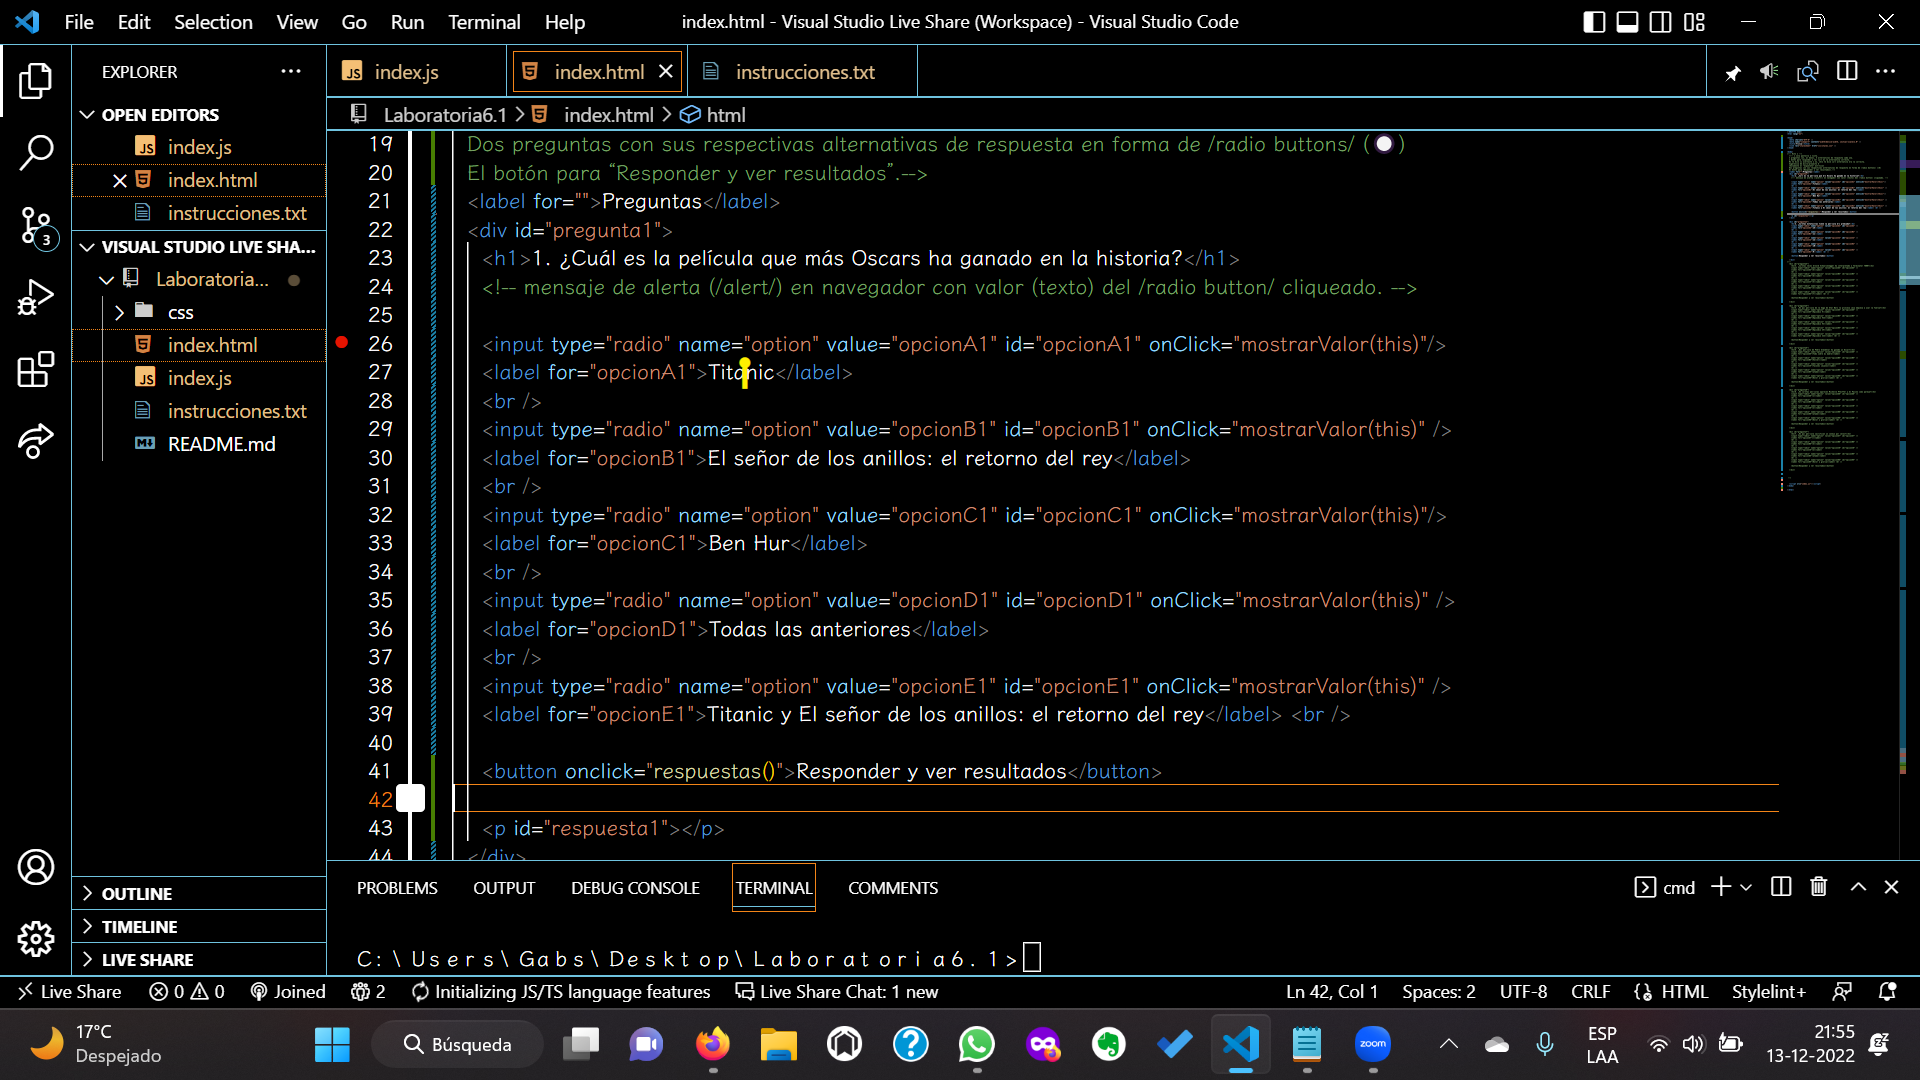 File Edit Selection View Go Run Terminal Help
index.html - Visual Studio Live Share (Workspace) - Visual Studio Code
EXPLORER
OPEN EDITORS
index.js
index.html
instrucciones.txt
VISUAL STUDIO LIVE SHA...
Laboratoria...
css
index.html
index.js
instrucciones.txt
README.md
OUTLINE
TIMELINE
LIVE SHARE
3
index.js index.html instrucciones.txt
Laboratoria6.1 > index.html > html
19 Dos preguntas con sus respectivas alternativas de respuesta en forma de /radio buttons/ ( )
20 El botón para “Responder y ver resultados”.-->
21 <label for="">Preguntas</label>
22 <div id="pregunta1">
23 <h1>1. ¿Cuál es la película que más Oscars ha ganado en la historia?</h1>
24 <!-- mensaje de alerta (/alert/) en navegador con valor (texto) del /radio button/ cliqueado. -->
25
26 <input type="radio" name="option" value="opcionA1" id="opcionA1" onClick="mostrarValor(this)"/>
27 <label for="opcionA1">Titanic</label>
28 <br />
29 <input type="radio" name="option" value="opcionB1" id="opcionB1" onClick="mostrarValor(this)" />
30 <label for="opcionB1">El señor de los anillos: el retorno del rey</label>
31 <br />
32 <input type="radio" name="option" value="opcionC1" id="opcionC1" onClick="mostrarValor(this)"/>
33 <label for="opcionC1">Ben Hur</label>
34 <br />
35 <input type="radio" name="option" value="opcionD1" id="opcionD1" onClick="mostrarValor(this)" />
36 <label for="opcionD1">Todas las anteriores</label>
37 <br />
38 <input type="radio" name="option" value="opcionE1" id="opcionE1" onClick="mostrarValor(this)" />
39 <label for="opcionE1">Titanic y El señor de los anillos: el retorno del rey</label> <br />
40
41 <button onclick="respuestas()">Responder y ver resultados</button>
42
43 <p id="respuesta1"></p>
44 </div>
PROBLEMS OUTPUT DEBUG CONSOLE TERMINAL COMMENTS
cmd
C:\Users\Gabs\Desktop\Laboratoria6.1>
Live Share 0 0 Joined 2 Initializing JS/TS language features Live Share Chat: 1 new
Ln 42, Col 1 Spaces: 2 UTF-8 CRLF HTML Stylelint+
17°C
Despejado
Búsqueda
zoom
ESP
LAA
21:55
13-12-2022